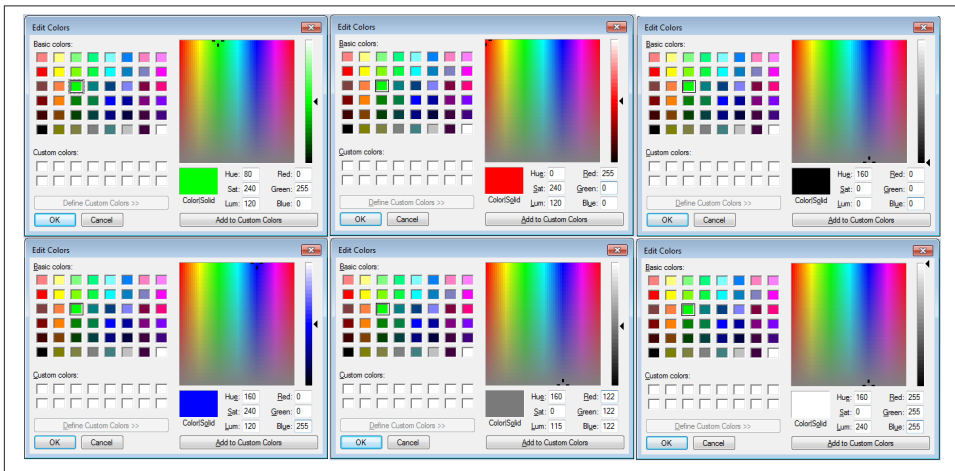 Edit Colors
Basic colors:
Custom colors:
Hue: 80 Red: 0
Sat: 240 Green: 255
Color|Solid Lum: 120 Blue: 0
Define Custom Colors >>
OK Cancel Add to Custom Colors
Edit Colors
Basic colors:
Custom colors:
Hue: 0 Red: 255
Sat: 240 Green: 0
Color|Solid Lum: 120 Blue: 0
Define Custom Colors >>
OK Cancel Add to Custom Colors
Edit Colors
Basic colors:
Custom colors:
Hue: 160 Red: 0
Sat: 0 Green: 0
Color|Solid Lum: 0 Blue: 0
Define Custom Colors >>
OK Cancel Add to Custom Colors
Edit Colors
Basic colors:
Custom colors:
Hue: 160 Red: 0
Sat: 240 Green: 0
Color|Solid Lum: 120 Blue: 255
Define Custom Colors >>
OK Cancel Add to Custom Colors
Edit Colors
Basic colors:
Custom colors:
Hue: 160 Red: 122
Sat: 0 Green: 122
Color|Solid Lum: 115 Blue: 122
Define Custom Colors >>
OK Cancel Add to Custom Colors
Edit Colors
Basic colors:
Custom colors:
Hue: 160 Red: 255
Sat: 0 Green: 255
Color|Solid Lum: 240 Blue: 255
Define Custom Colors >>
OK Cancel Add to Custom Colors